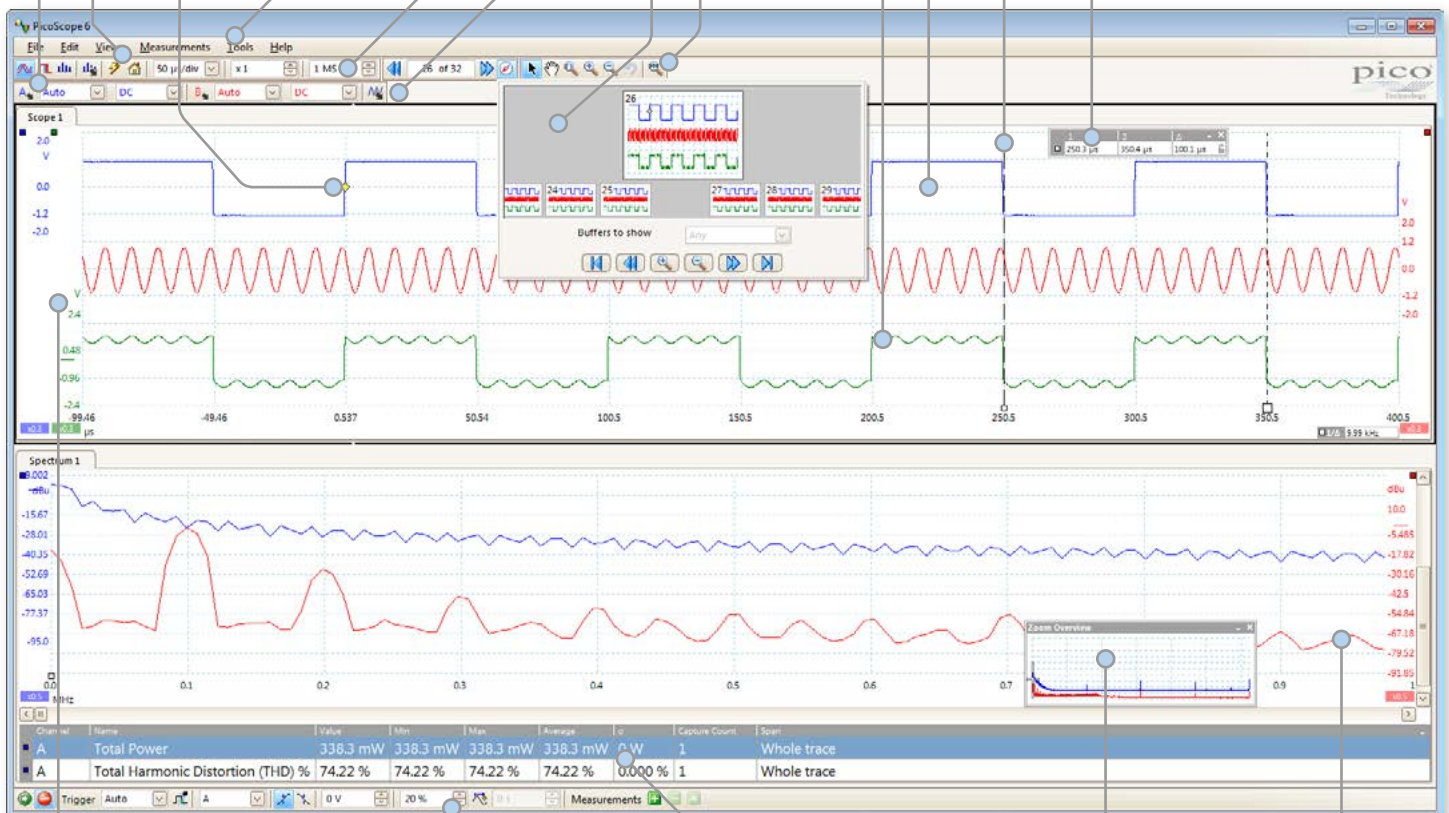 PicoScope 6
File Edit Views Measurements Tools Help
50 µs/div x 1 1 MS 26 of 32
pico
Technology
A Auto DC B Auto DC
Scope 1
2.0
V
0.0
-1.2
-2.0
26
24 25 27 28 29
Buffers to show Any
1 2 Δ
250.3 µs 350.4 µs 100.1 µs
V
2.0
1.2
0.0
-1.2
-2.0
V
2.4
0.48
-0.96
-2.4
-99.46 -49.46 0.537 50.54 100.5 150.5 200.5 250.5 300.5 350.5 400.5
µs
1/Δ 9.99 kHz
Spectrum 1
dBu
-15.67
-28.01
-40.35
-52.69
-65.03
-77.37
-95.0
dBu
10.0
-5.485
-17.82
-30.16
-42.5
-54.84
-67.18
-79.52
-91.85
Zoom Overview
0.0 0.1 0.2 0.3 0.4 0.5 0.6 0.7 0.9 1
x0.5 MHz
Channel Name Value Min Max Average σ Capture Count Span
A Total Power 338.3 mW 338.3 mW 338.3 mW 338.3 mW 0 W 1 Whole trace
A Total Harmonic Distortion (THD) % 74.22 % 74.22 % 74.22 % 74.22 % 0.000 % 1 Whole trace
Trigger Auto A 0 V 20 % Measurements